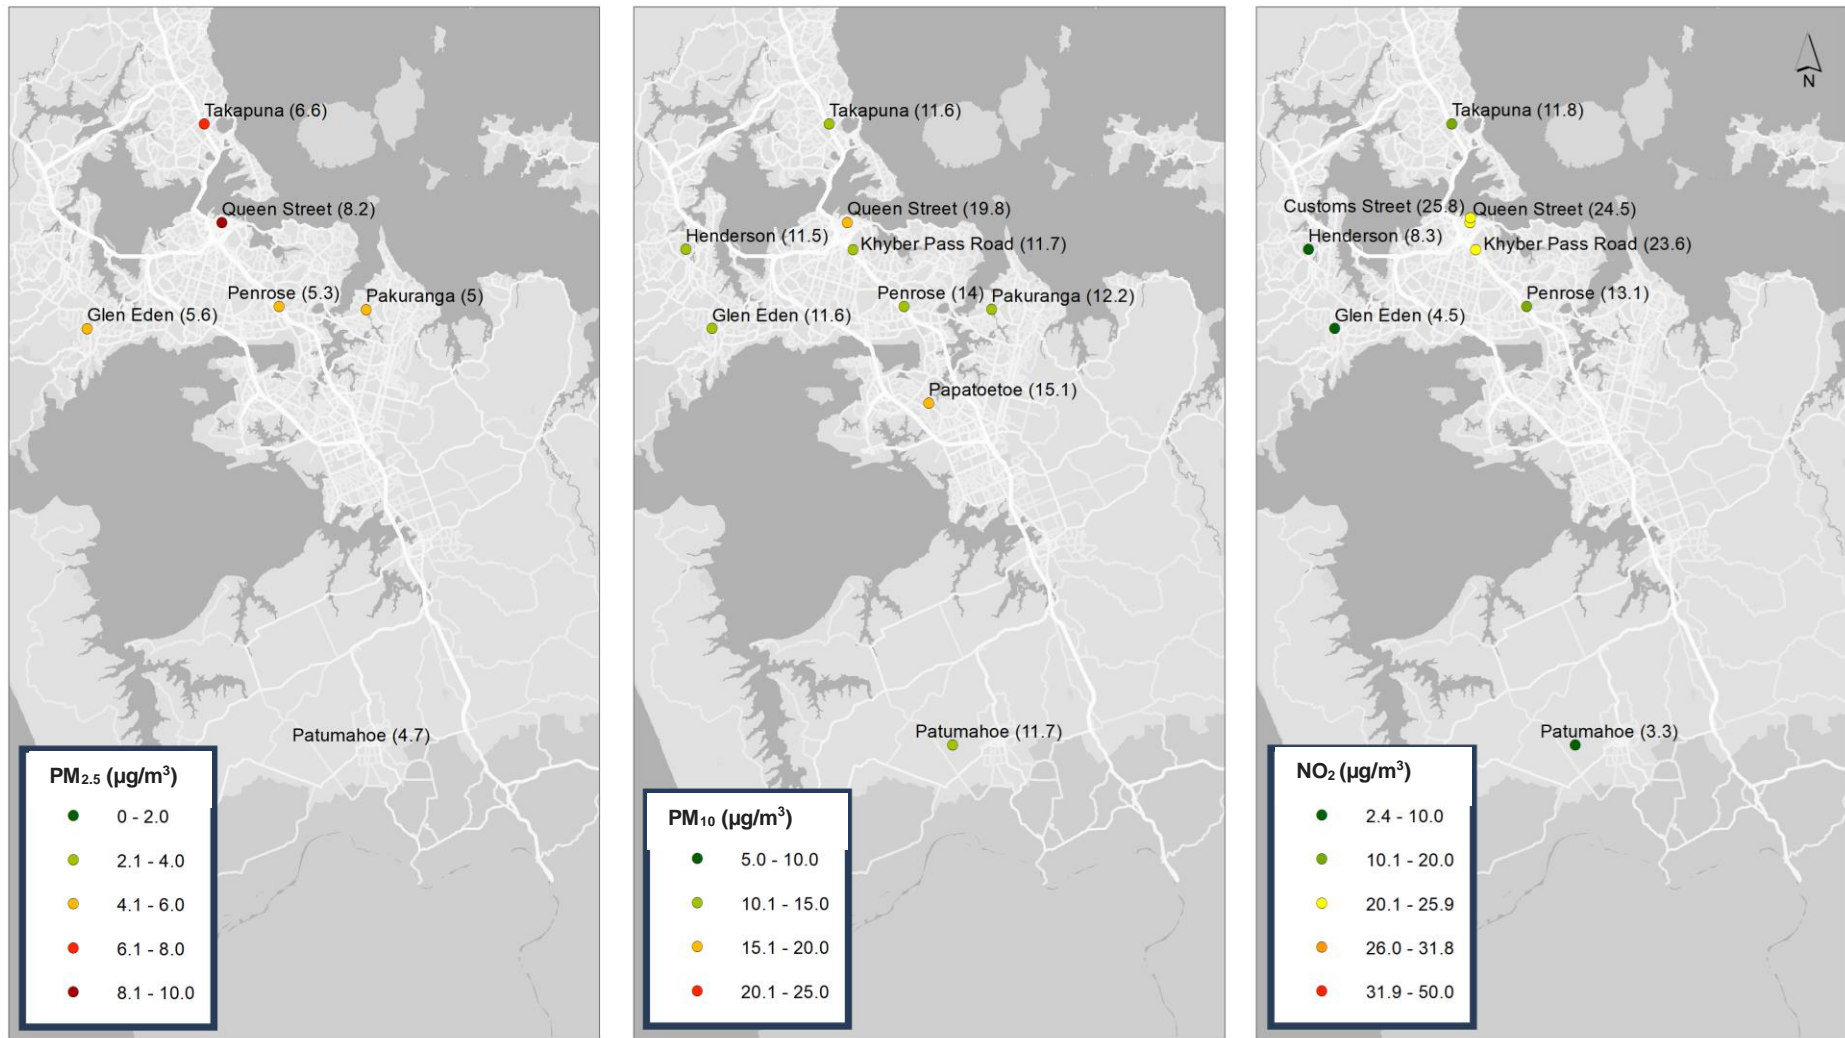 Takapuna (6.6)
Queen Street (8.2)
Penrose (5.3)
Pakuranga (5)
Glen Eden (5.6)
Patumahoe (4.7)
PM₂.₅ (µg/m³)
0 - 2.0
2.1 - 4.0
4.1 - 6.0
6.1 - 8.0
8.1 - 10.0
Takapuna (11.6)
Queen Street (19.8)
Henderson (11.5)
Khyber Pass Road (11.7)
Penrose (14)
Pakuranga (12.2)
Glen Eden (11.6)
Papatoetoe (15.1)
Patumahoe (11.7)
PM₁₀ (µg/m³)
5.0 - 10.0
10.1 - 15.0
15.1 - 20.0
20.1 - 25.0
N
Takapuna (11.8)
Customs Street (25.8)
Queen Street (24.5)
Henderson (8.3)
Khyber Pass Road (23.6)
Penrose (13.1)
Glen Eden (4.5)
Patumahoe (3.3)
NO₂ (µg/m³)
2.4 - 10.0
10.1 - 20.0
20.1 - 25.9
26.0 - 31.8
31.9 - 50.0